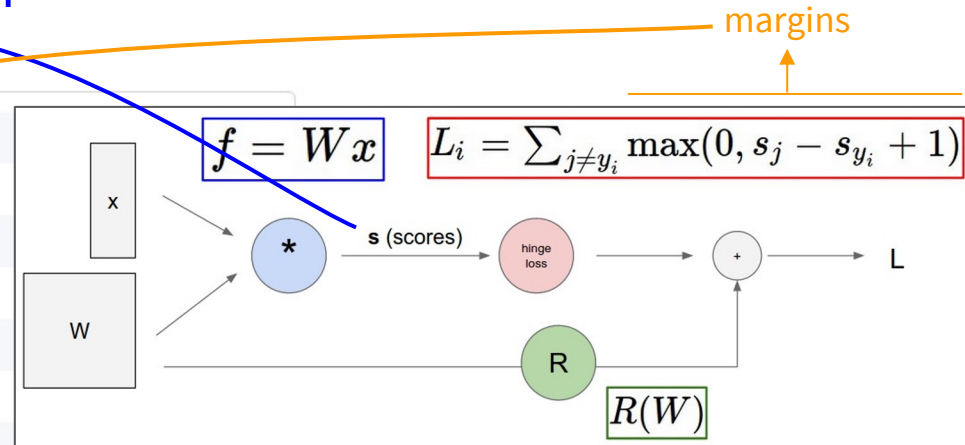 margins
f = Wx
L_i = \sum_{j \neq y_i} \max(0, s_j - s_{y_i} + 1)
x
*
s (scores)
hinge
loss
+
L
W
R
R(W)